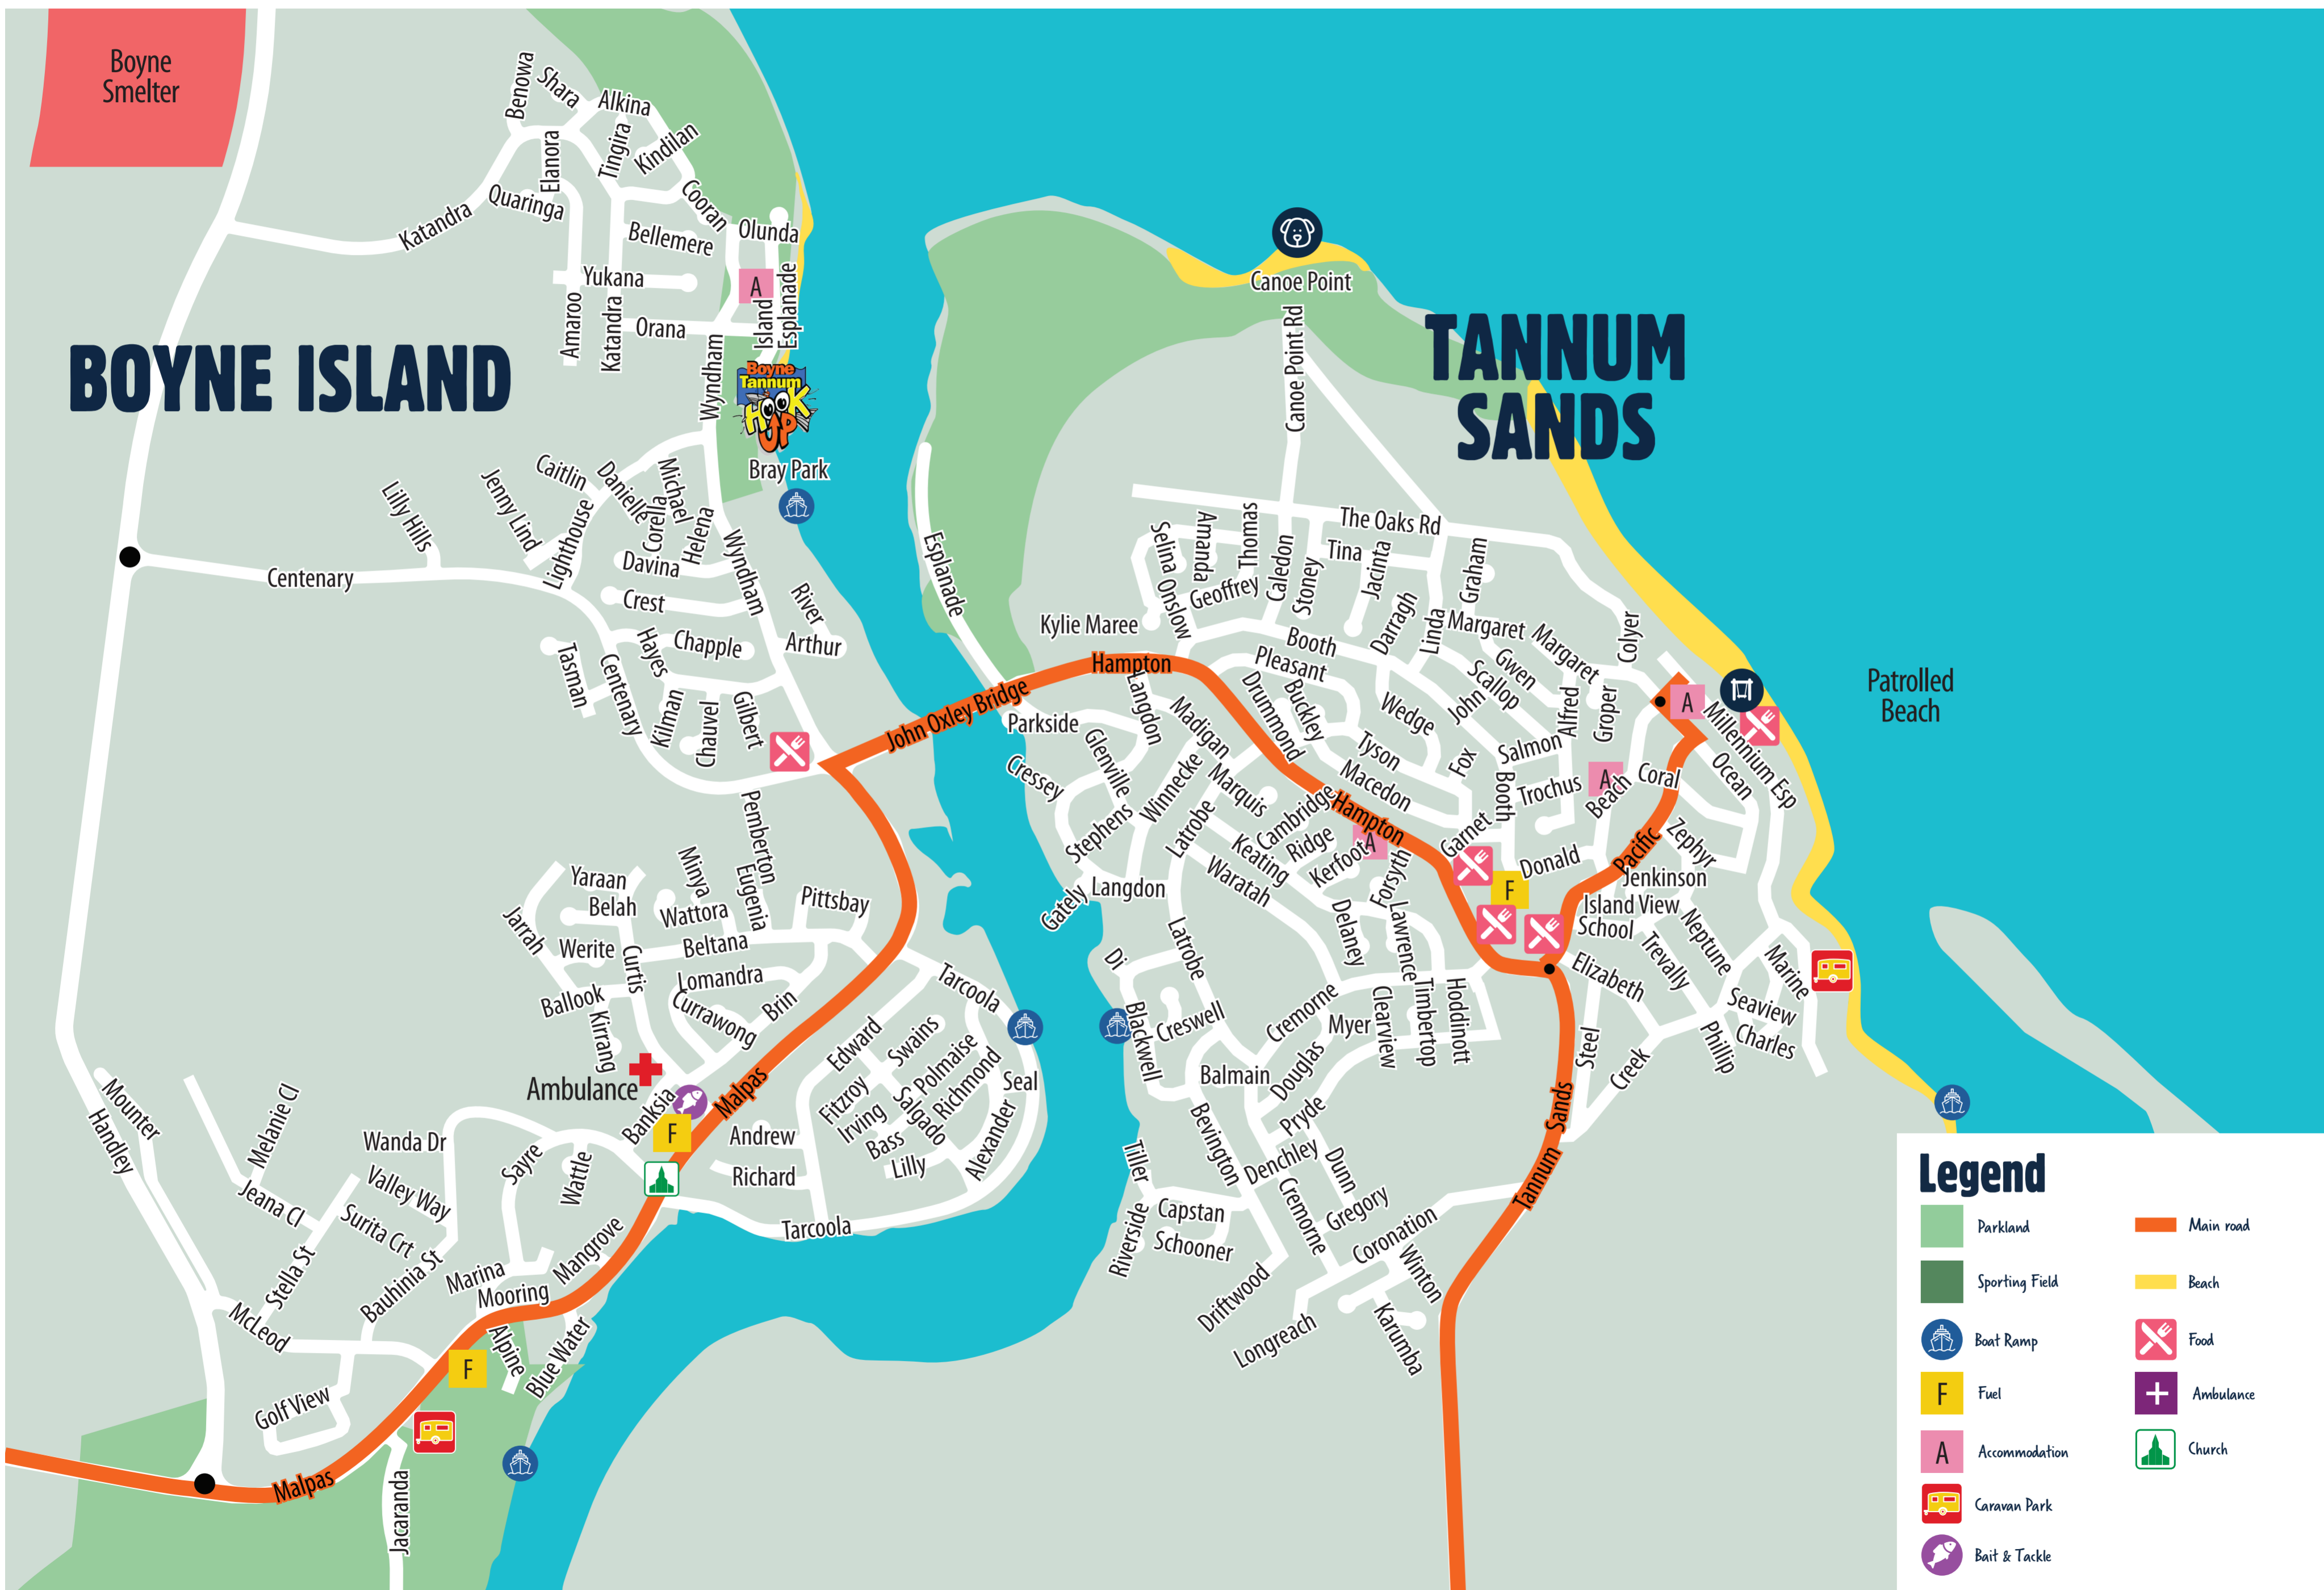 Boyne
Smelter
BOYNE ISLAND
TANNUM
SANDS
Benowa
Shara
Alkina
Elanora
Tingira
Kindilan
Quaringa
Katandra
Cooran
Bellemere
Olunda
Yukana
A
Island
Esplanade
Amaroo
Katandra
Orana
Wyndham
Boyne
Tannum
HOOK
UP
Bray Park
Canoe Point
Canoe Point Rd
Lilly Hills
Jenny Lind
Caitlin
Danielle
Michael
Corella
Helena
Lighthouse
Davina
Wyndham
Centenary
Crest
River
Arthur
Tasman
Centenary
Hayes
Chapple
Kilman
Chauvel
Gilbert
John Oxley Bridge
Esplanade
Kylie Maree
Selina
Onslow
Amanda
Thomas
Geoffrey
Caledon
Stoney
The Oaks Rd
Tina
Jacinta
Graham
Darragh
Linda
Margaret
Margaret
Colyer
Booth
Pleasant
Gwen
Scallop
John
Hampton
Langdon
Parkside
Madigan
Drummond
Buckley
Wedge
Alfred
Groper
Salmon
A
Millennium Esp
Patrolled
Beach
Glenville
Cressey
Winnecke
Marquis
Tyson
Macedon
Fox
Booth
Trochus
A
Beach
Coral
Ocean
Stephens
Latrobe
Cambridge
Hampton
Ridge
Keating
Kerfoot
A
Garnet
Forsyth
Waratah
Donald
Pacific
Zephyr
Jenkinson
F
Island View
School
Gately
Langdon
Delaney
Lawrence
Neptune
Trevally
Marine
Elizabeth
Di
Latrobe
Blackwell
Creswell
Cremorne
Myer
Clearview
Timbertop
Hoddinott
Seaview
Charles
Phillip
Steel
Creek
Balmain
Douglas
Pryde
Bevington
Denchley
Dunn
Tannum Sands
Tiller
Capstan
Riverside
Schooner
Cremorne
Gregory
Coronation
Winton
Driftwood
Longreach
Karumba
Pemberton
Minya
Eugenia
Yaraan
Belah
Wattora
Pittsbay
Jarrah
Werite
Curtis
Beltana
Lomandra
Tarcoola
Ballook
Currawong
Brin
Kirrang
Edward
Swains
Polmaise
Richmond
Seal
Ambulance
Banksia
Malpas
F
Fitzroy
Irving
Salgado
Bass
Lilly
Alexander
Andrew
Richard
Tarcoola
Mounter
Handley
Melanie Cl
Jeana Cl
Wanda Dr
Valley Way
Sayre
Wattle
Surita Crt
Stella St
Bauhinia St
Marina
Mooring
Mangrove
McLeod
Alpine
Blue Water
F
Golf View
Malpas
Jacaranda
Legend
Parkland
Main road
Sporting Field
Beach
Boat Ramp
Food
F
Fuel
Ambulance
A
Accommodation
Church
Caravan Park
Bait & Tackle